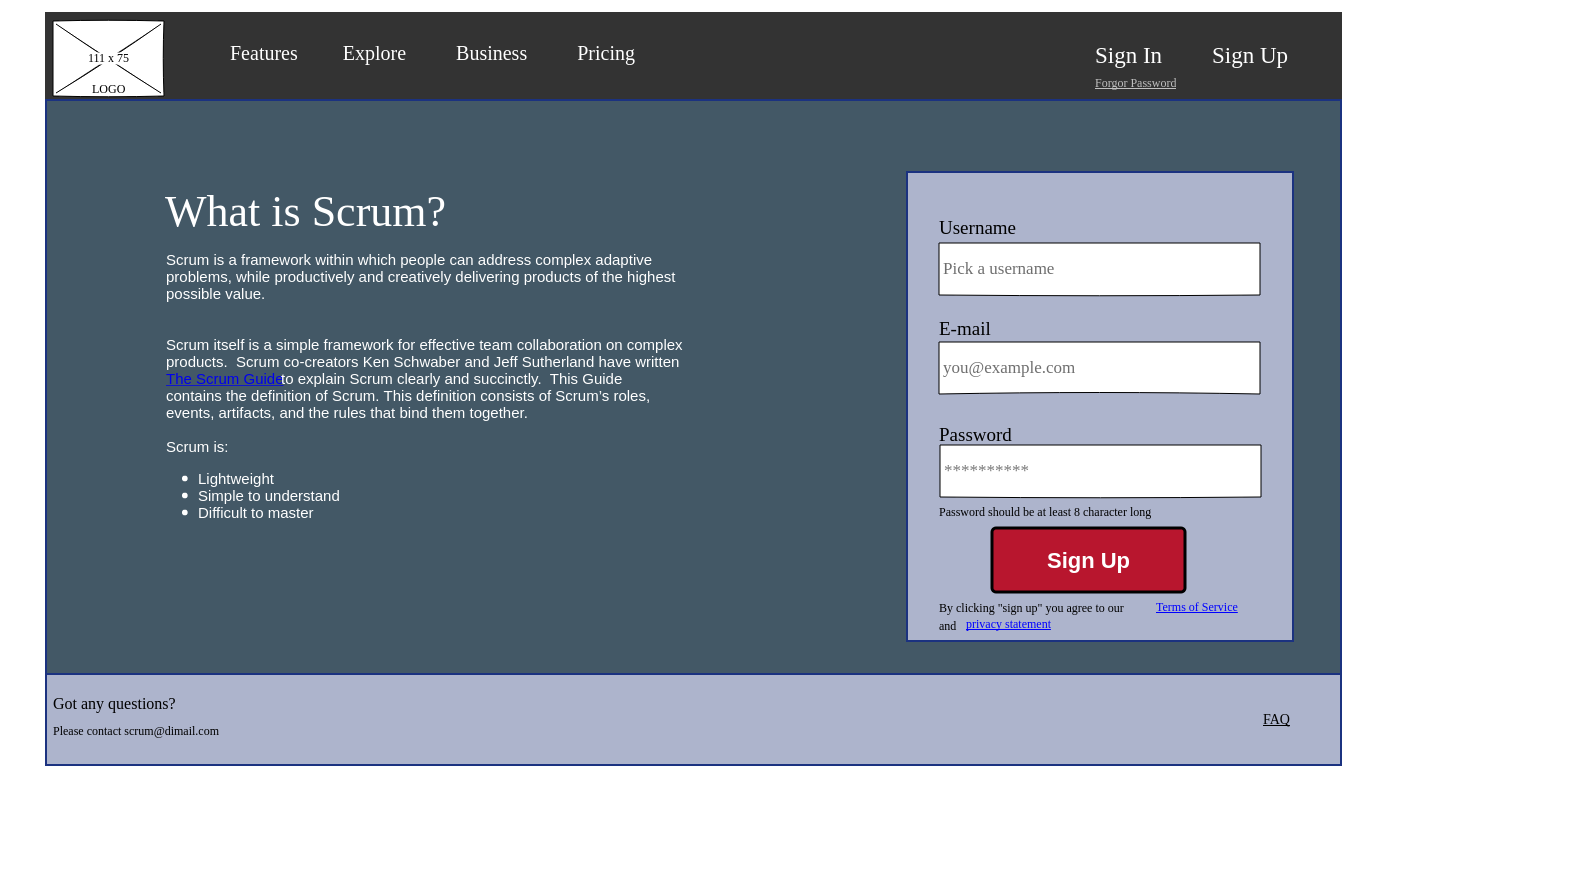 111 x 75
LOGO
Features Explore Business Pricing
Sign In Sign Up
Forgor Password
What is Scrum?
Scrum is a framework within which people can address complex adaptive
problems, while productively and creatively delivering products of the highest
possible value.
Scrum itself is a simple framework for effective team collaboration on complex
products.  Scrum co-creators Ken Schwaber and Jeff Sutherland have written
The Scrum Guide to explain Scrum clearly and succinctly.  This Guide
contains the definition of Scrum. This definition consists of Scrum's roles,
events, artifacts, and the rules that bind them together.
Scrum is:
• Lightweight
• Simple to understand
• Difficult to master
Username
Pick a username
E-mail
you@example.com
Password
**********
Password should be at least 8 character long
Sign Up
By clicking "sign up" you agree to our Terms of Service
and privacy statement
Got any questions?
Please contact scrum@dimail.com
FAQ